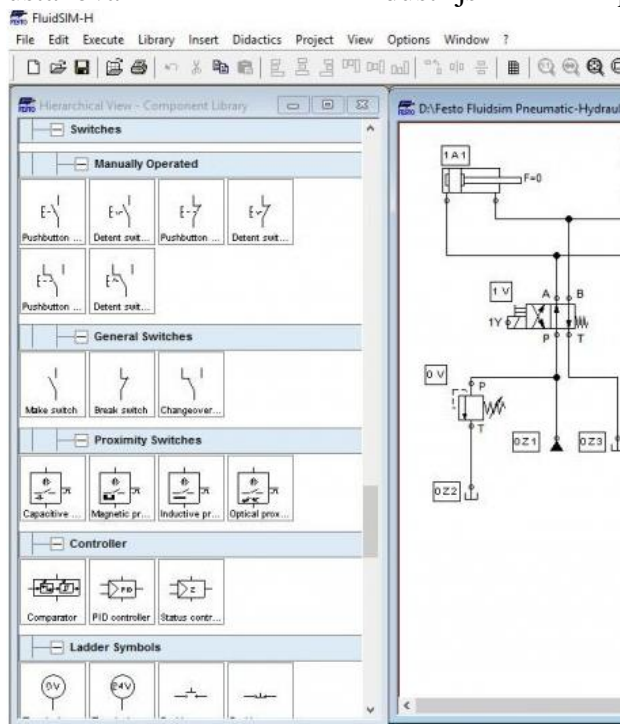 FluidSIM-H
File Edit Execute Library Insert Didactics Project View Options Window ?
Hierarchical View - Component Library
D:\Festo Fluidsim Pneumatic-Hydraul
Switches
Manually Operated
Pushbutton ... Detent swit... Pushbutton ... Detent swit...
Pushbutton ... Detent swit...
General Switches
Make switch Break switch Changeover...
Proximity Switches
Capacitive ... Magnetic pr... Inductive pr... Optical prox...
Controller
Comparator PID controller Status contr...
Ladder Symbols
0V 24V
1A1
F=0
1V
A B
1Y
P T
0V
P
T
0Z1 0Z3
0Z2